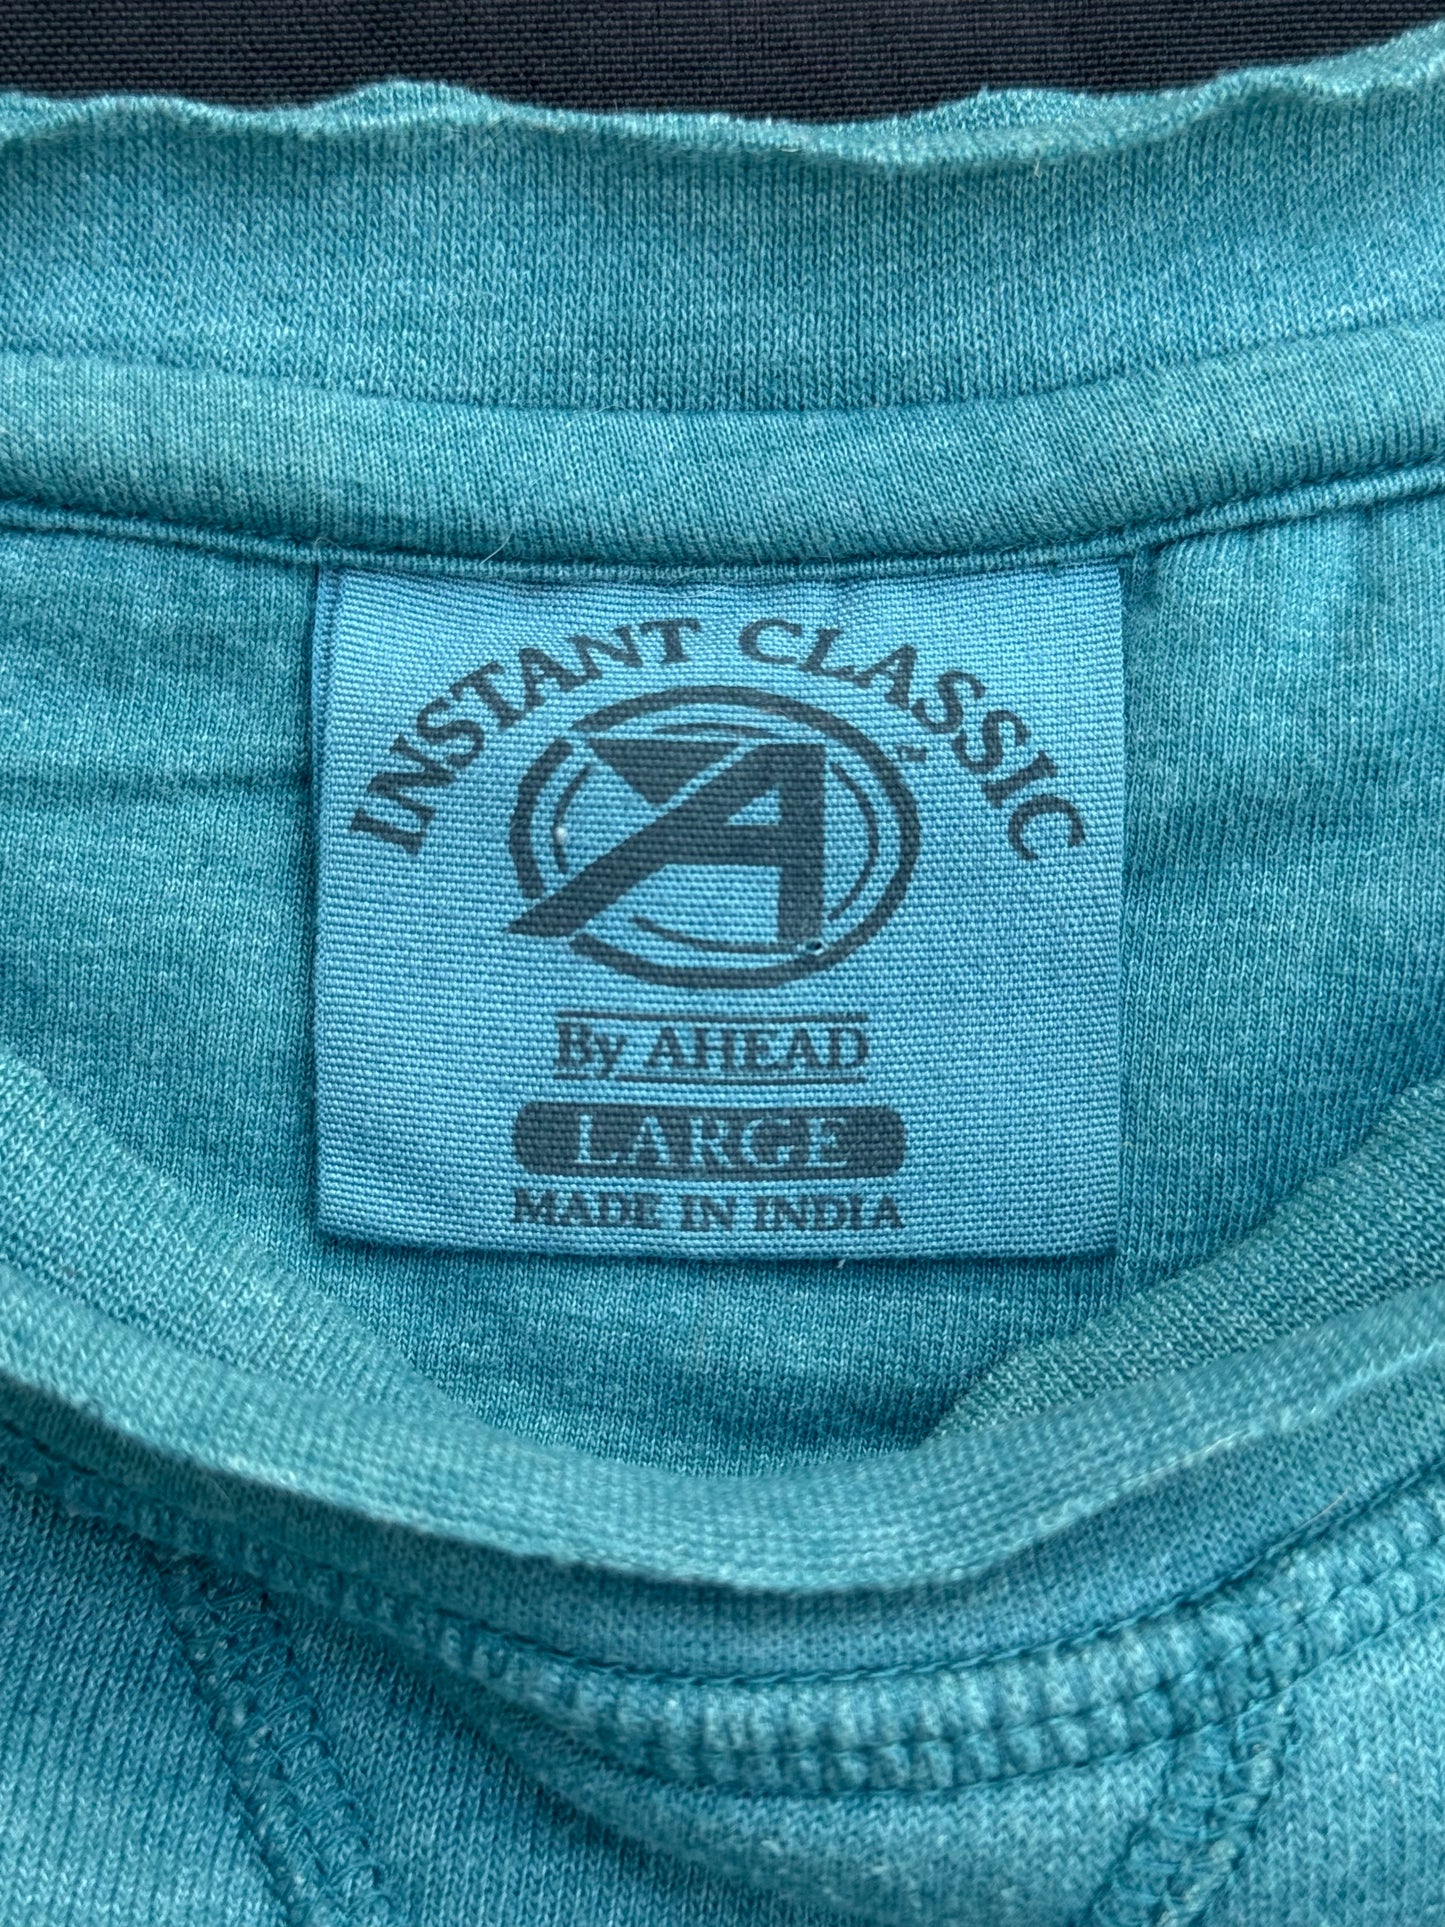 INSTANT CLASSIC
A
By AHEAD
LARGE
MADE IN INDIA